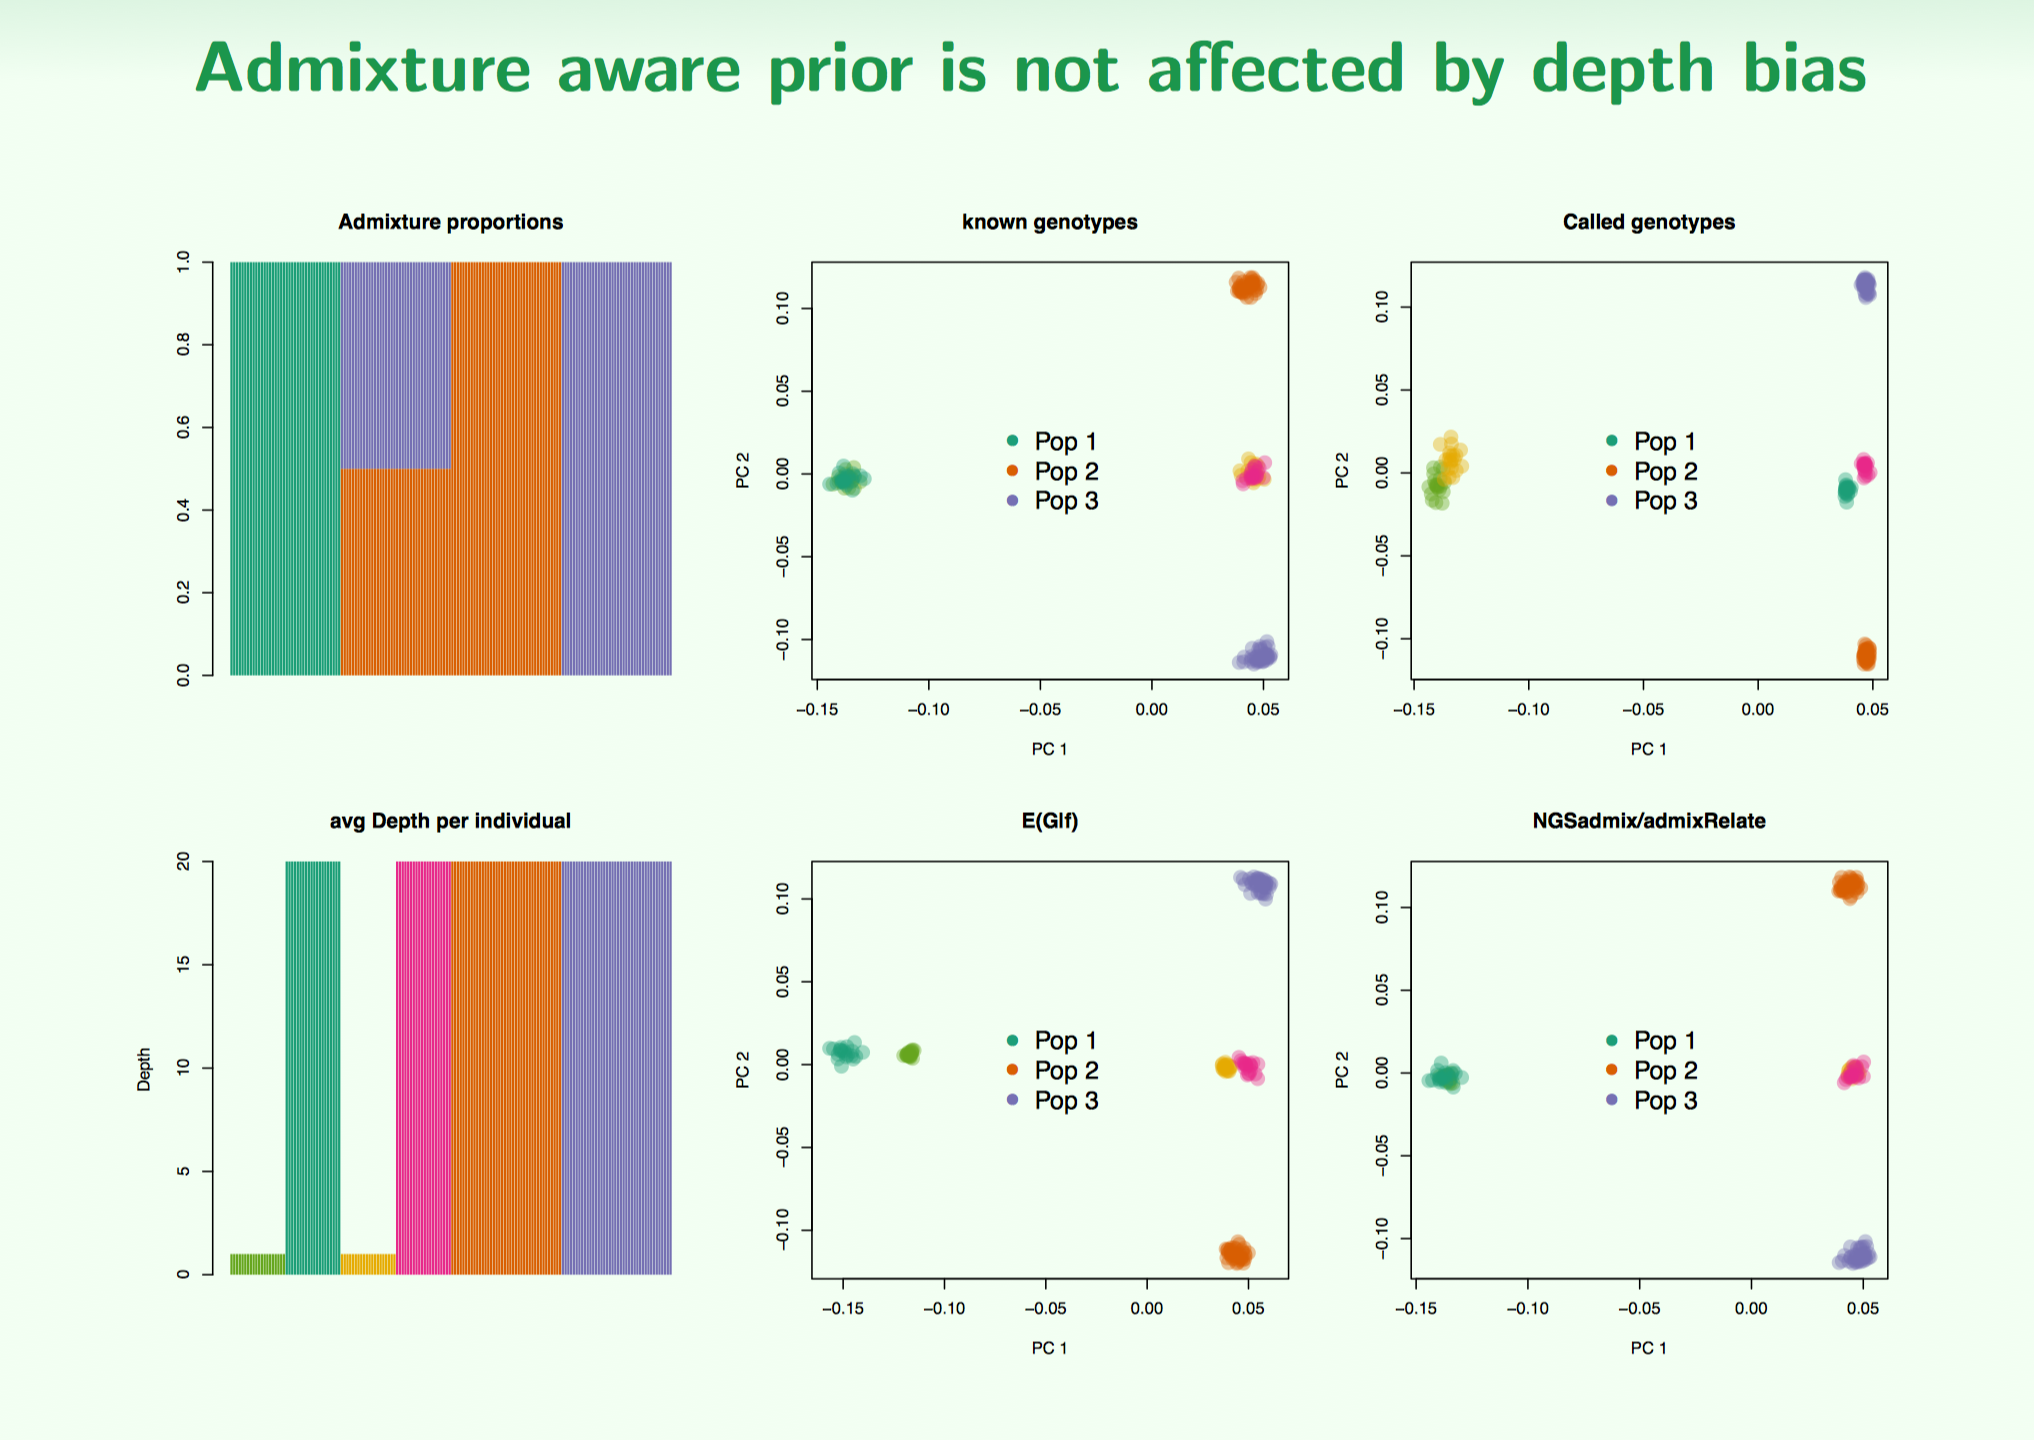 Admixture aware prior is not affected by depth bias
Admixture proportions
1.0
0.8
0.6
0.4
0.2
0.0
known genotypes
PC 2
0.10
0.05
0.00
−0.05
−0.10
Pop 1
Pop 2
Pop 3
−0.15 −0.10 −0.05 0.00 0.05
PC 1
Called genotypes
PC 2
0.10
0.05
0.00
−0.05
−0.10
Pop 1
Pop 2
Pop 3
−0.15 −0.10 −0.05 0.00 0.05
PC 1
avg Depth per individual
Depth
20
15
10
5
0
E(G|f)
PC 2
0.10
0.05
0.00
−0.05
−0.10
Pop 1
Pop 2
Pop 3
−0.15 −0.10 −0.05 0.00 0.05
PC 1
NGSadmix/admixRelate
PC 2
0.10
0.05
0.00
−0.05
−0.10
Pop 1
Pop 2
Pop 3
−0.15 −0.10 −0.05 0.00 0.05
PC 1